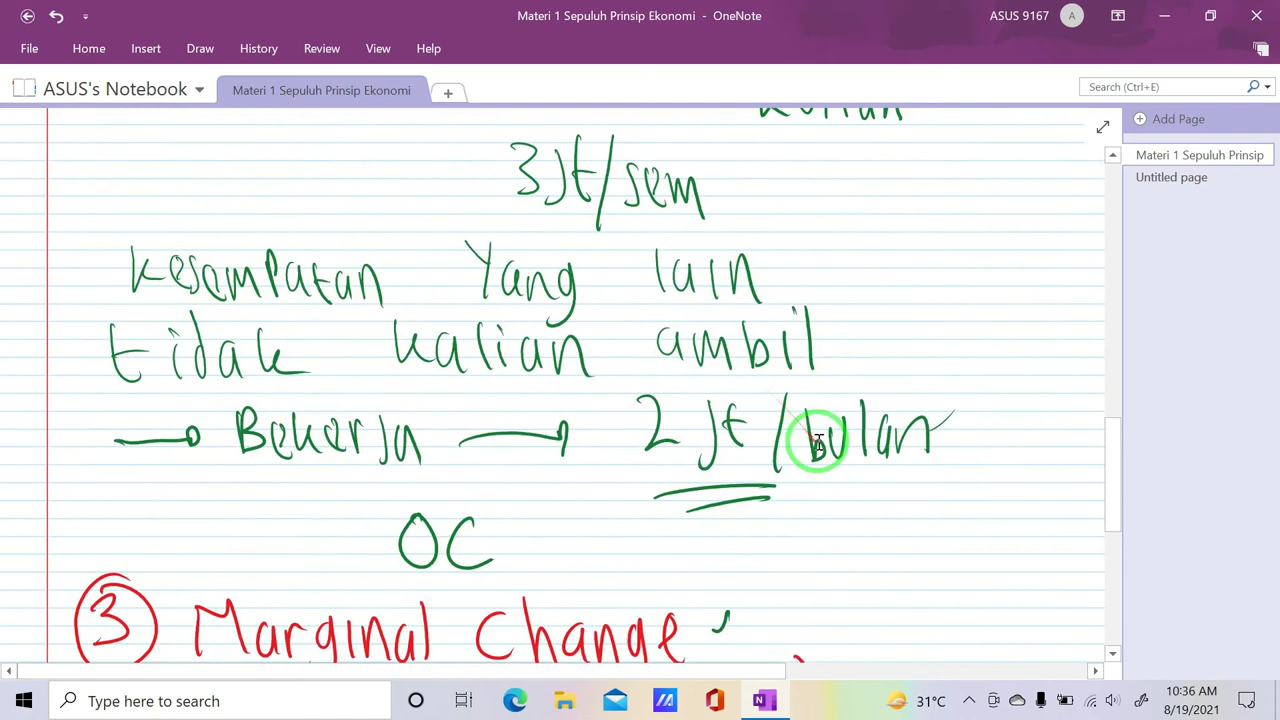 Materi 1 Sepuluh Prinsip Ekonomi - OneNote
ASUS 9167
A
File Home Insert Draw History Review View Help
ASUS's Notebook
Materi 1 Sepuluh Prinsip Ekonomi
Search (Ctrl+E)
Add Page
Materi 1 Sepuluh Prinsip
Untitled page
3Jt/sem
Kesempatan Yang lain
tidak kalian ambil
Bekerja 2 jt/bulan
OC
3 Marginal Change
Type here to search
31°C
10:36 AM
8/19/2021